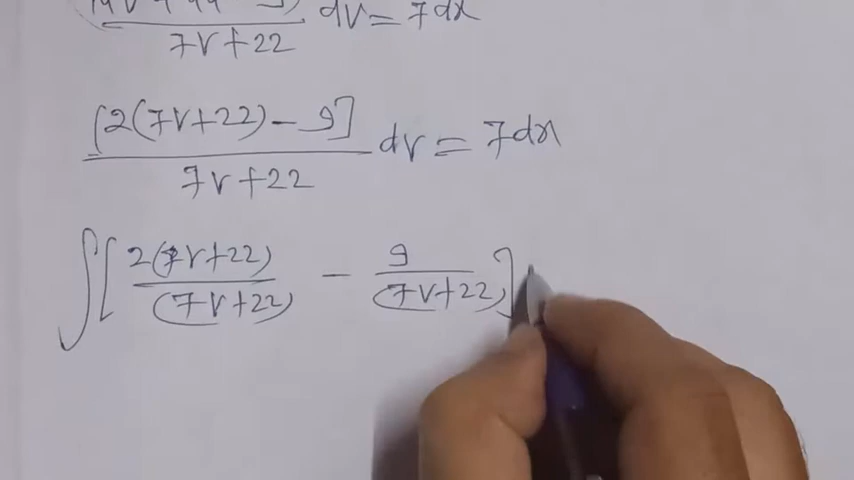 7v+22 dv = 7dx
[2(7v+22) - 9] / 7v+22 dv = 7dx
∫[ 2(7v+22) / (7v+22) - 9 / (7v+22) ]